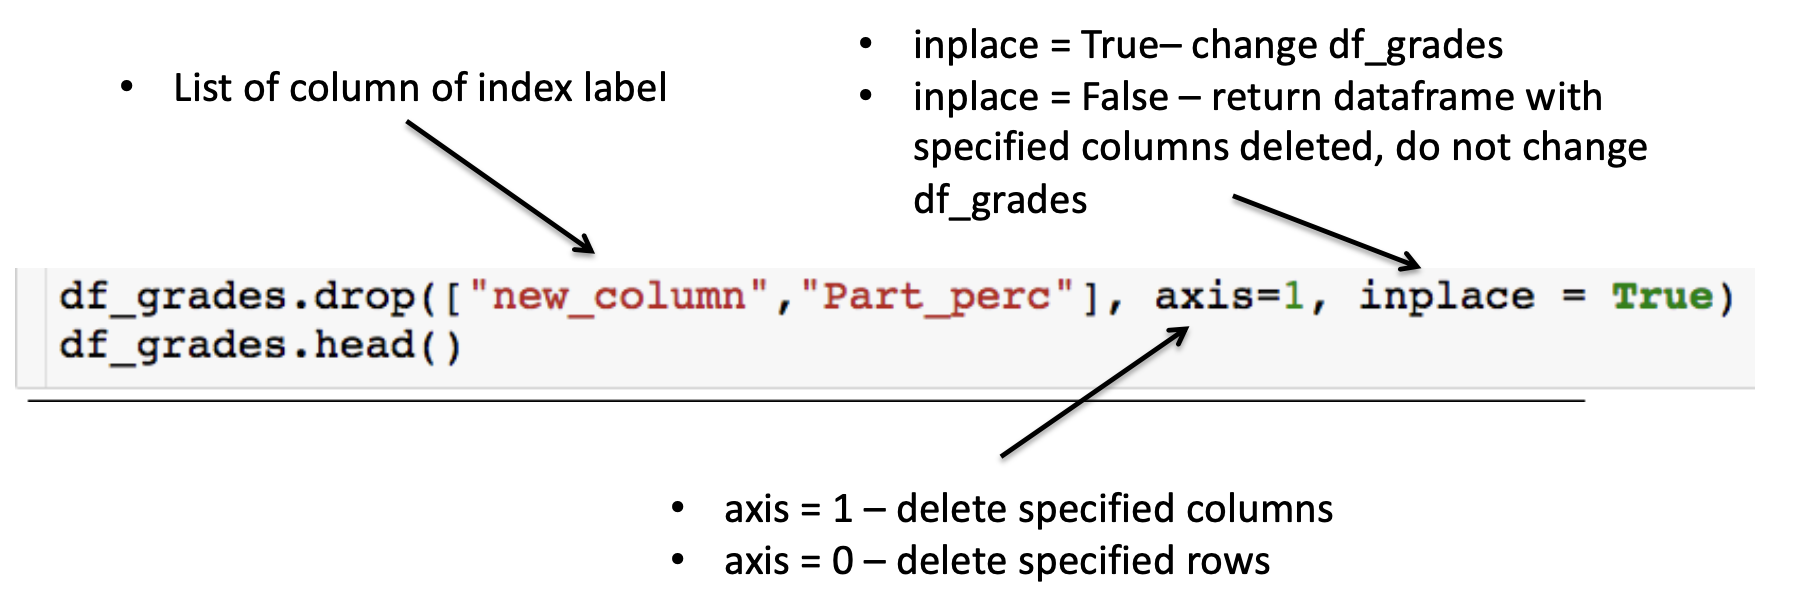 • List of column of index label
• inplace = True– change df_grades
• inplace = False – return dataframe with
specified columns deleted, do not change
df_grades
df_grades.drop(["new_column","Part_perc"], axis=1, inplace = True)
df_grades.head()
• axis = 1 – delete specified columns
• axis = 0 – delete specified rows